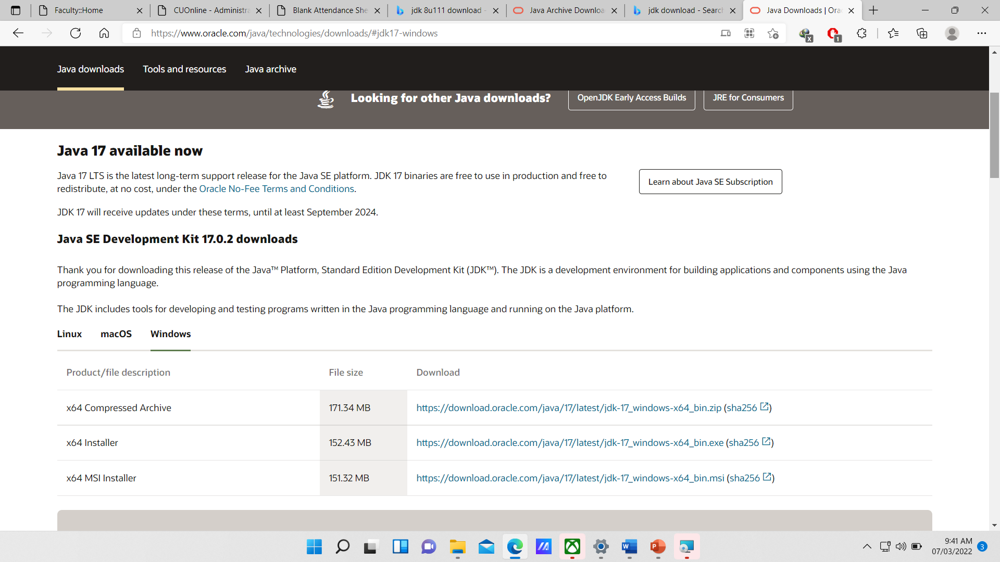 Faculty::Home
CUOnline - Administra
Blank Attendance She
jdk 8u111 download -
Java Archive Downloa
jdk download - Search
Java Downloads | Ora
https://www.oracle.com/java/technologies/downloads/#jdk17-windows
X
1
Java downloads
Tools and resources
Java archive
Looking for other Java downloads?
OpenJDK Early Access Builds
JRE for Consumers
Java 17 available now
Java 17 LTS is the latest long-term support release for the Java SE platform. JDK 17 binaries are free to use in production and free to
redistribute, at no cost, under the Oracle No-Fee Terms and Conditions.
Learn about Java SE Subscription
JDK 17 will receive updates under these terms, until at least September 2024.
Java SE Development Kit 17.0.2 downloads
Thank you for downloading this release of the Java™ Platform, Standard Edition Development Kit (JDK™). The JDK is a development environment for building applications and components using the Java
programming language.
The JDK includes tools for developing and testing programs written in the Java programming language and running on the Java platform.
Linux macOS Windows
Product/file description File size Download
x64 Compressed Archive 171.34 MB https://download.oracle.com/java/17/latest/jdk-17_windows-x64_bin.zip (sha256)
x64 Installer 152.43 MB https://download.oracle.com/java/17/latest/jdk-17_windows-x64_bin.exe (sha256)
x64 MSI Installer 151.32 MB https://download.oracle.com/java/17/latest/jdk-17_windows-x64_bin.msi (sha256)
W
P
9:41 AM
07/03/2022
3